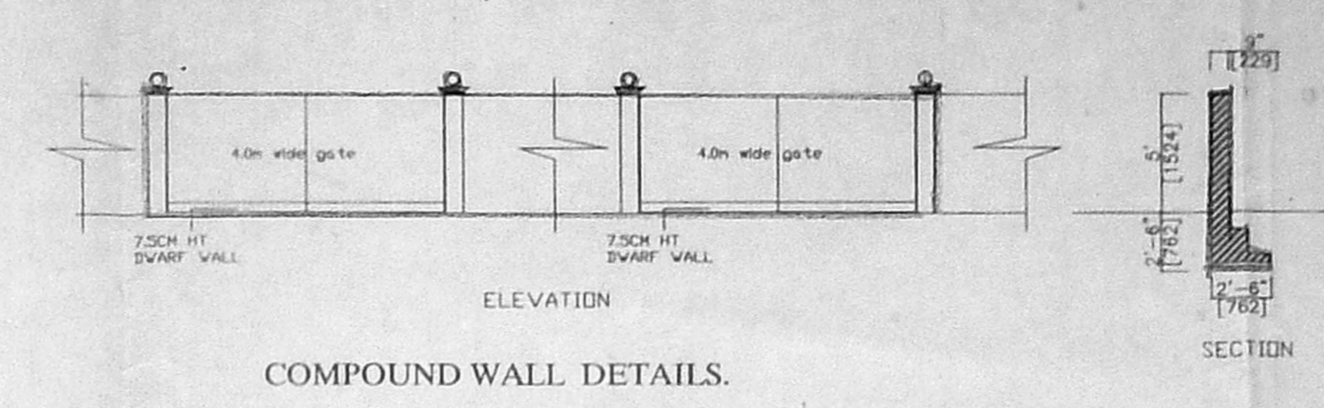 4.0m wide gate
7.5CM HT
DWARF WALL
4.0m wide gate
7.5CM HT
DWARF WALL
ELEVATION
COMPOUND WALL DETAILS.
9"
[229]
5'
[1524]
2'-6"
[762]
2'-6"
[762]
SECTION